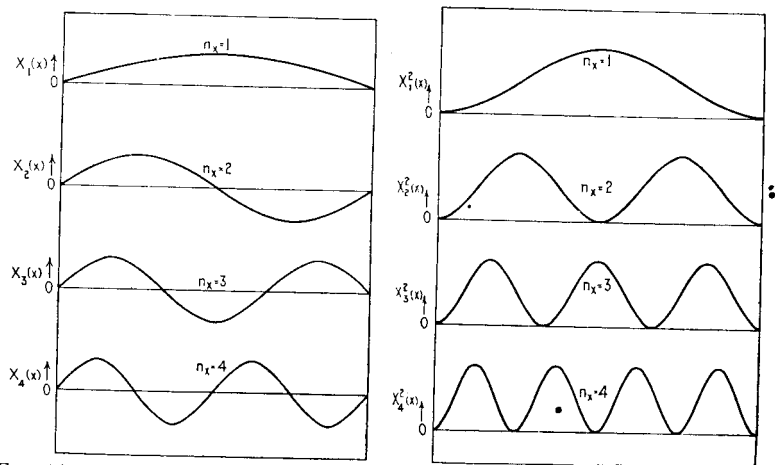 X₁(x)
0
nₓ=1
X₂(x)
0
nₓ=2
X₃(x)
0
nₓ=3
X₄(x)
0
nₓ=4
X₁²(x)
0
nₓ=1
X₂²(x)
0
nₓ=2
X₃²(x)
0
nₓ=3
X₄²(x)
0
nₓ=4